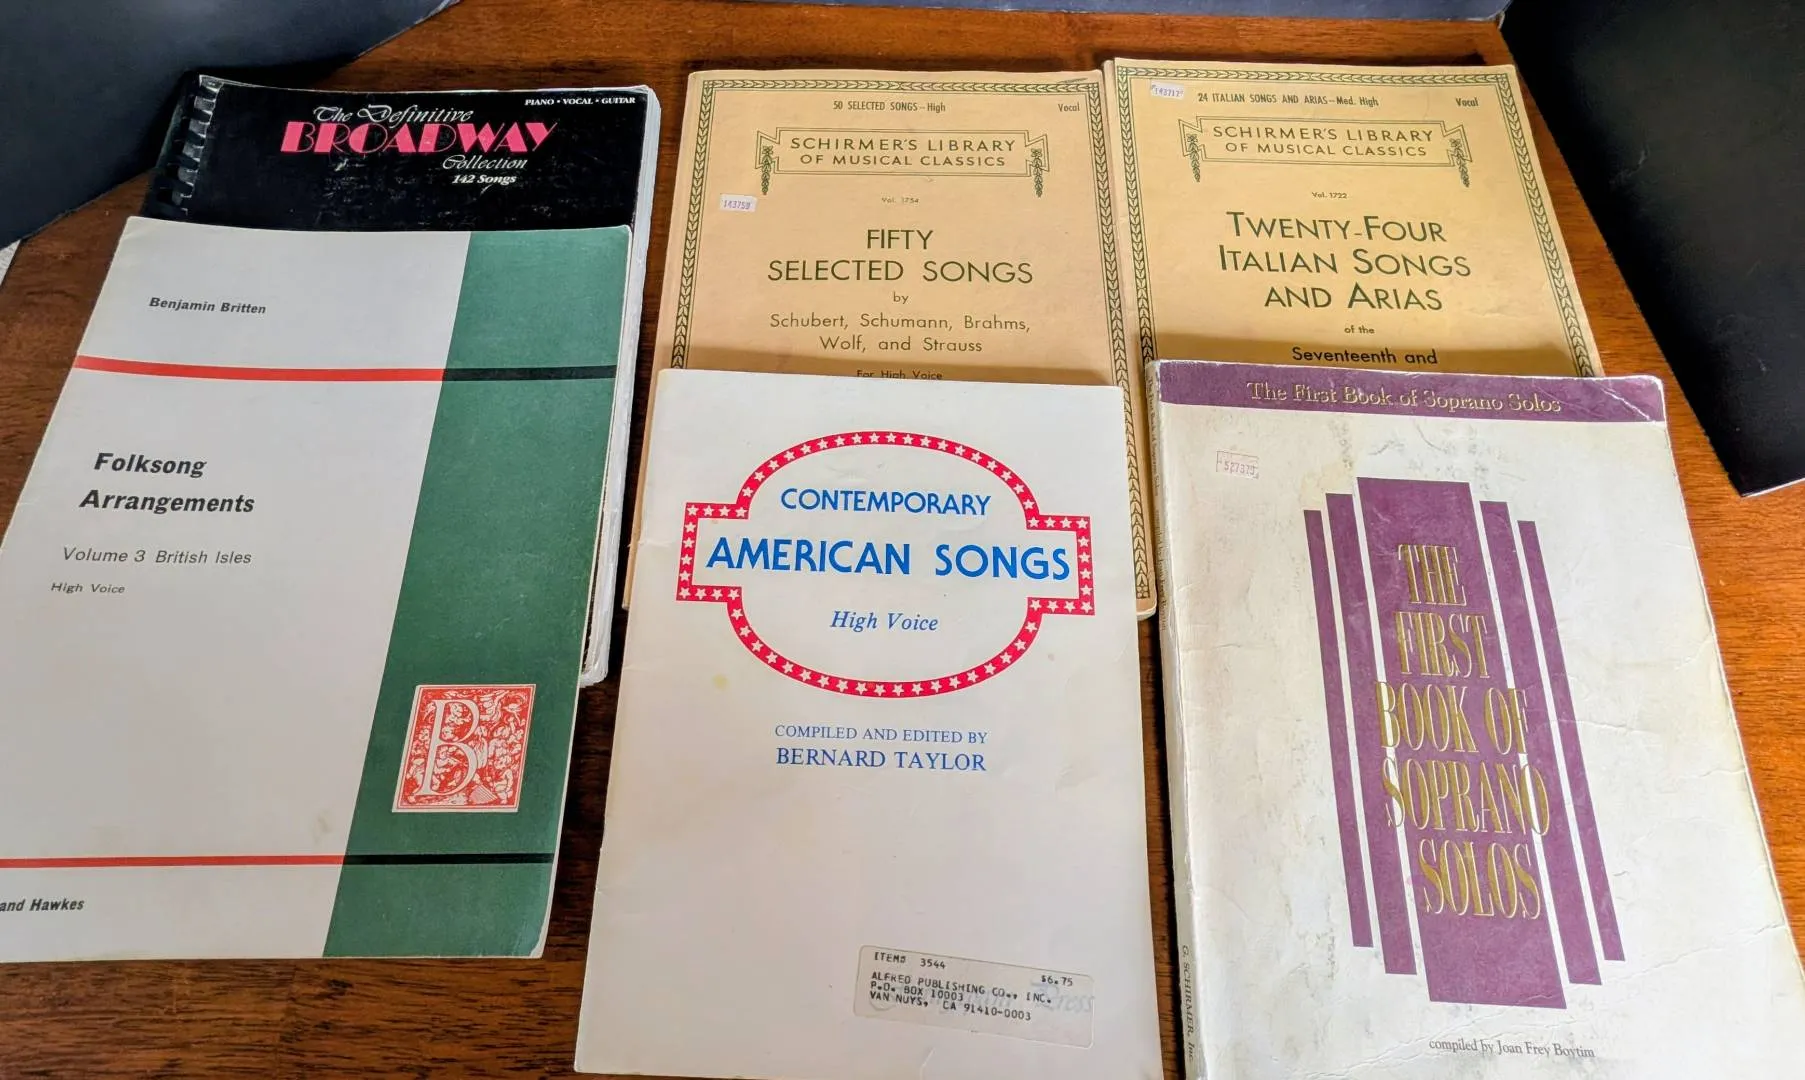 The Definitive
BROADWAY
Collection
142 Songs
PIANO • VOCAL • GUITAR
Benjamin Britten
Folksong
Arrangements
Volume 3 British Isles
High Voice
B
and Hawkes
50 SELECTED SONGS—High
Vocal
SCHIRMER'S LIBRARY
OF MUSICAL CLASSICS
143759
Vol. 1754
FIFTY
SELECTED SONGS
by
Schubert, Schumann, Brahms,
Wolf, and Strauss
For High Voice
143717
24 ITALIAN SONGS AND ARIAS—Med. High
Vocal
SCHIRMER'S LIBRARY
OF MUSICAL CLASSICS
Vol. 1722
TWENTY-FOUR
ITALIAN SONGS
AND ARIAS
of the
Seventeenth and
CONTEMPORARY
AMERICAN SONGS
High Voice
COMPILED AND EDITED BY
BERNARD TAYLOR
ITEM# 3544
$6.75
ALFRED PUBLISHING CO., INC.
P.O. BOX 10003
VAN NUYS, CA 91410-0003
Press
The First Book of Soprano Solos
527373
THE
FIRST
BOOK OF
SOPRANO
SOLOS
compiled by Joan Frey Boytim
G. SCHIRMER, Inc.